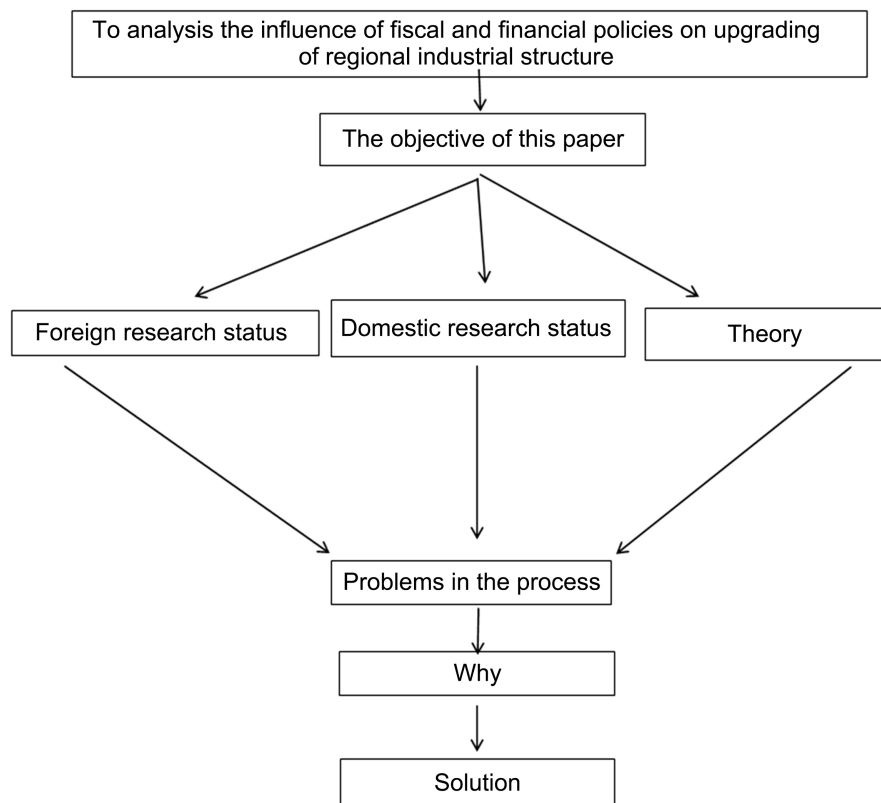 To analysis the influence of fiscal and financial policies on upgrading
of regional industrial structure
The objective of this paper
Foreign research status
Domestic research status
Theory
Problems in the process
Why
Solution